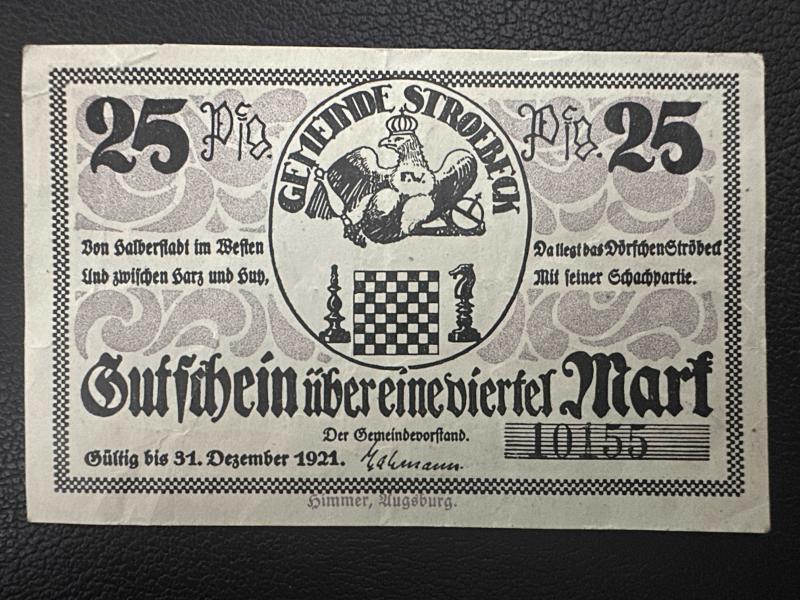 GEMEINDE STROEBECK
25 Pfg.
Pfg. 25
F.W.
Von Halberstadt im Westen
Und zwischen Harz und Huy,
Da liegt das Dörfchen Ströbeck
Mit seiner Schachpartie.
Gutschein über eine viertel Mark
Der Gemeindevorstand.
10155
Gültig bis 31. Dezember 1921.
Himmer, Augsburg.